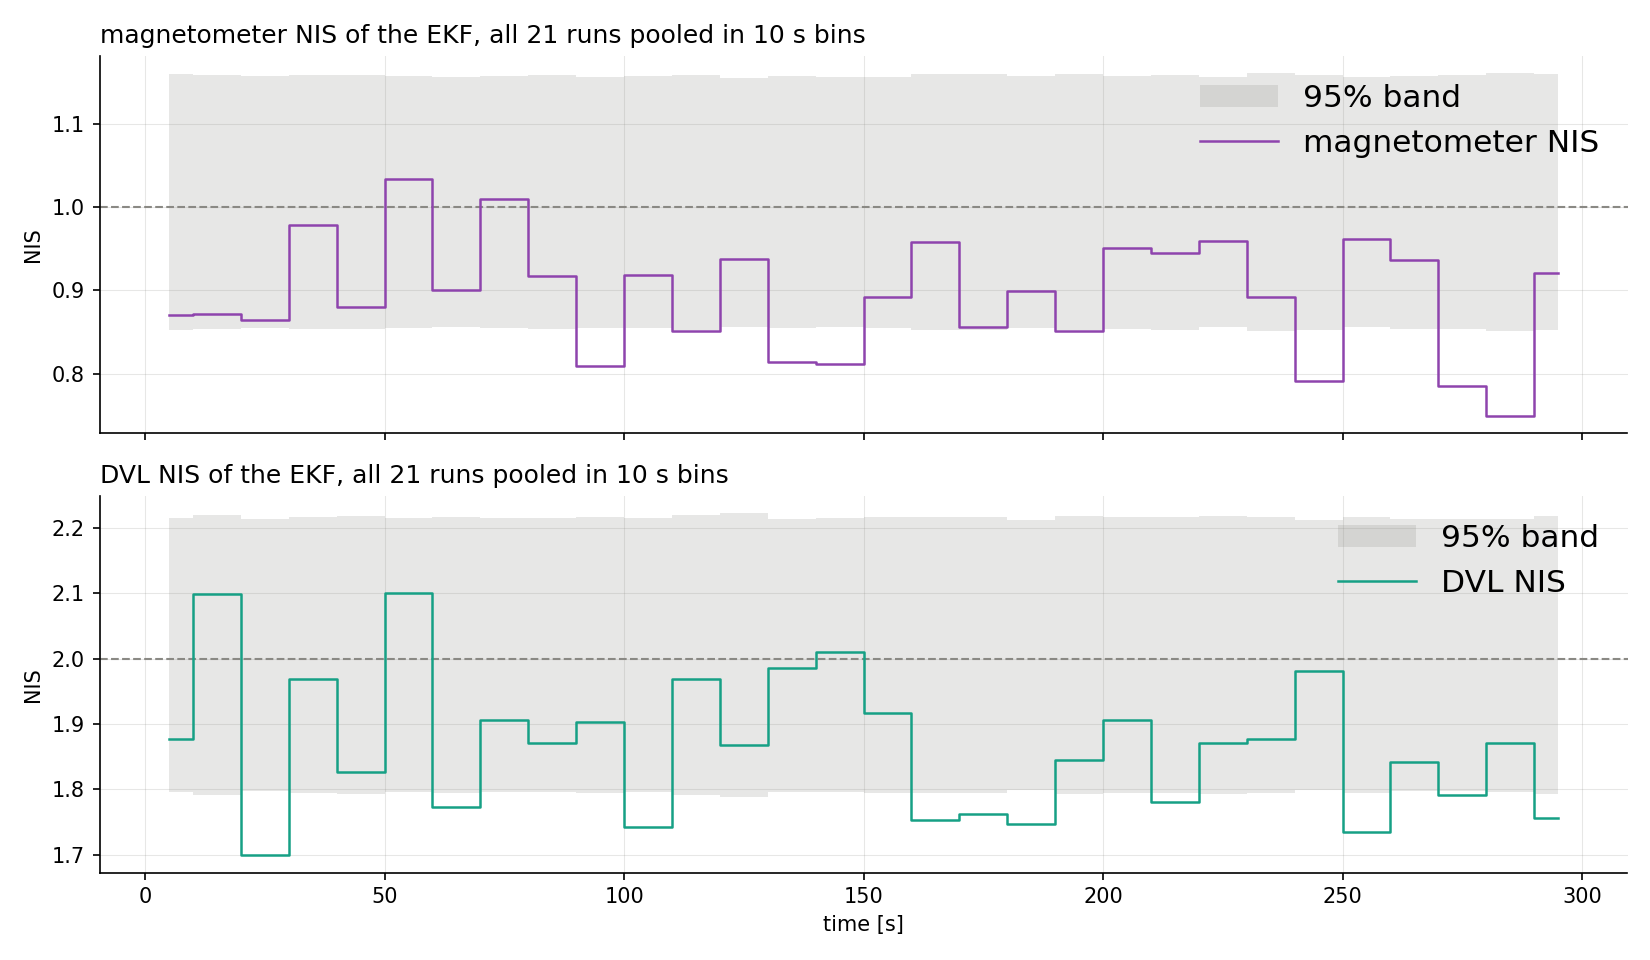 magnetometer NIS of the EKF, all 21 runs pooled in 10 s bins
95% band
magnetometer NIS
1.1
1.0
0.9
0.8
NIS
DVL NIS of the EKF, all 21 runs pooled in 10 s bins
95% band
DVL NIS
2.2
2.1
2.0
1.9
1.8
1.7
NIS
0 50 100 150 200 250 300
time [s]